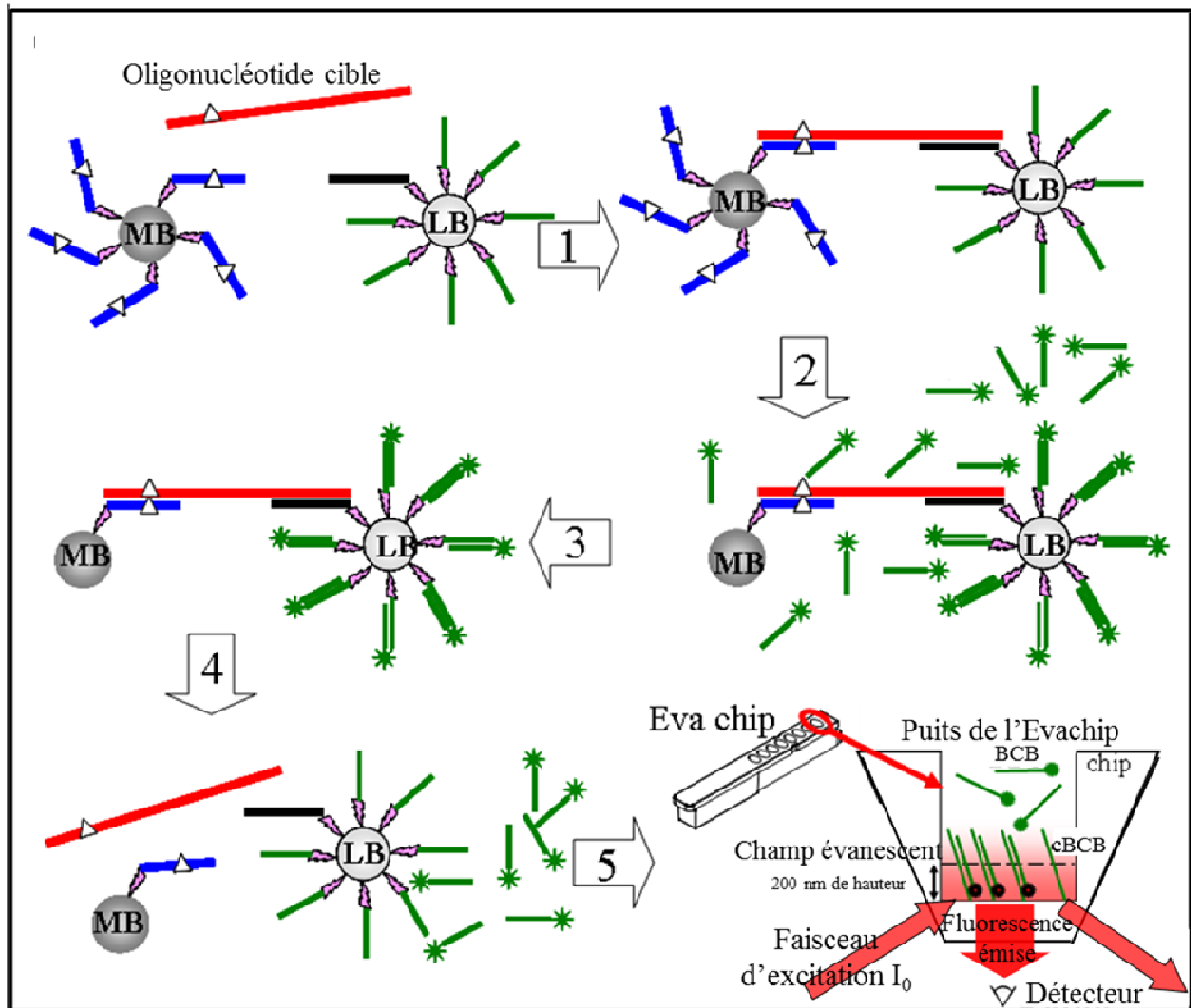 Oligonucléotide cible
MB
LB
1
MB
LB
2
MB
LB
3
MB
LB
4
MB
LB
5
Eva chip
Puits de l’Evachip
BCB
chip
cBCB
Champ évanescent
200 nm de hauteur
Fluorescence
émise
Faisceau
d’excitation I₀
Détecteur